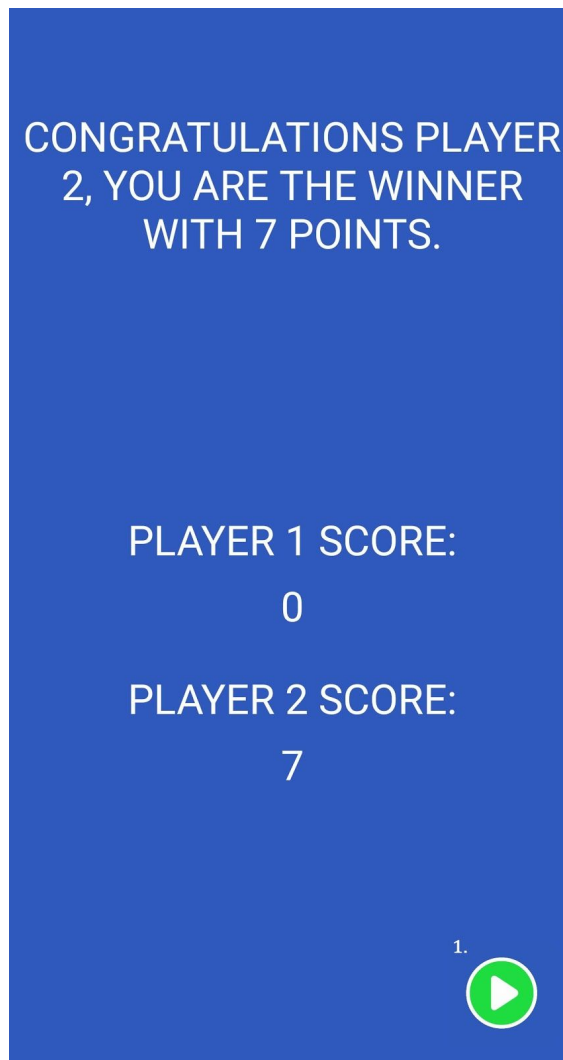 CONGRATULATIONS PLAYER
2, YOU ARE THE WINNER
WITH 7 POINTS.
PLAYER 1 SCORE:
0
PLAYER 2 SCORE:
7
1.